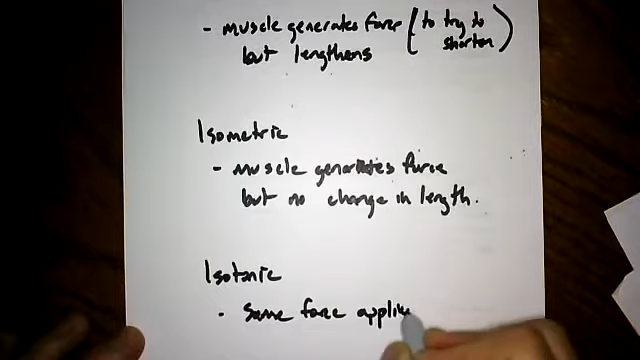 - muscle generates force (to try to
but lengthens shorten)
Isometric
- muscle generates force
but no change in length.
Isotonic
- Same force applie